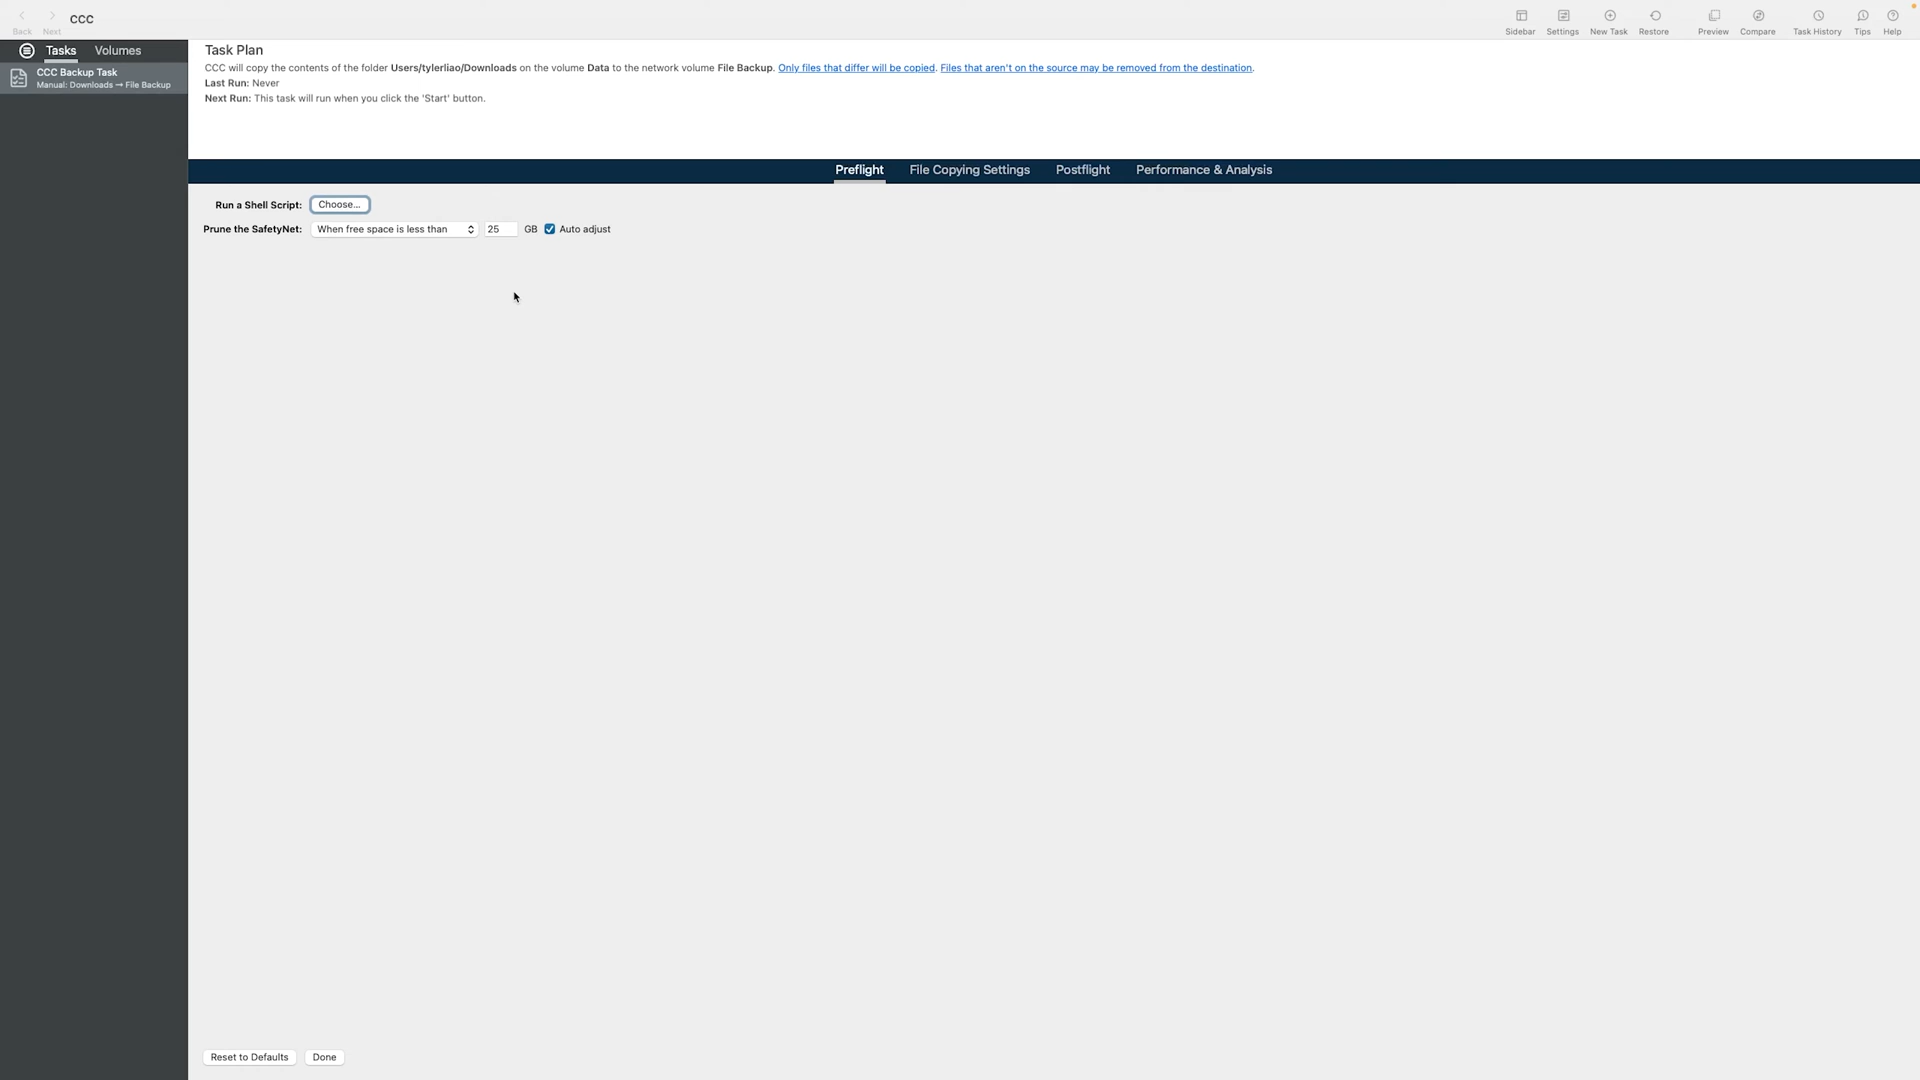 CCC
Back
Next
Sidebar
Settings
New Task
Restore
Preview
Compare
Task History
Tips
Help
Tasks
Volumes
CCC Backup Task
Manual: Downloads → File Backup
Task Plan
CCC will copy the contents of the folder Users/tylerliao/Downloads on the volume Data to the network volume File Backup. Only files that differ will be copied. Files that aren't on the source may be removed from the destination.
Last Run: Never
Next Run: This task will run when you click the 'Start' button.
Preflight
File Copying Settings
Postflight
Performance & Analysis
Run a Shell Script: Choose...
Prune the SafetyNet: When free space is less than 25 GB Auto adjust
Reset to Defaults
Done